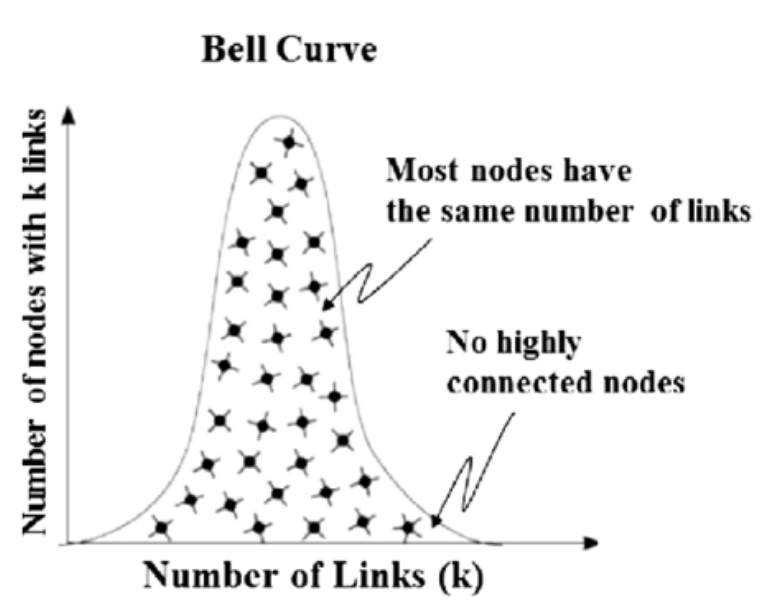 Bell Curve
Number of nodes with k links
Most nodes have
the same number of links
No highly
connected nodes
Number of Links (k)